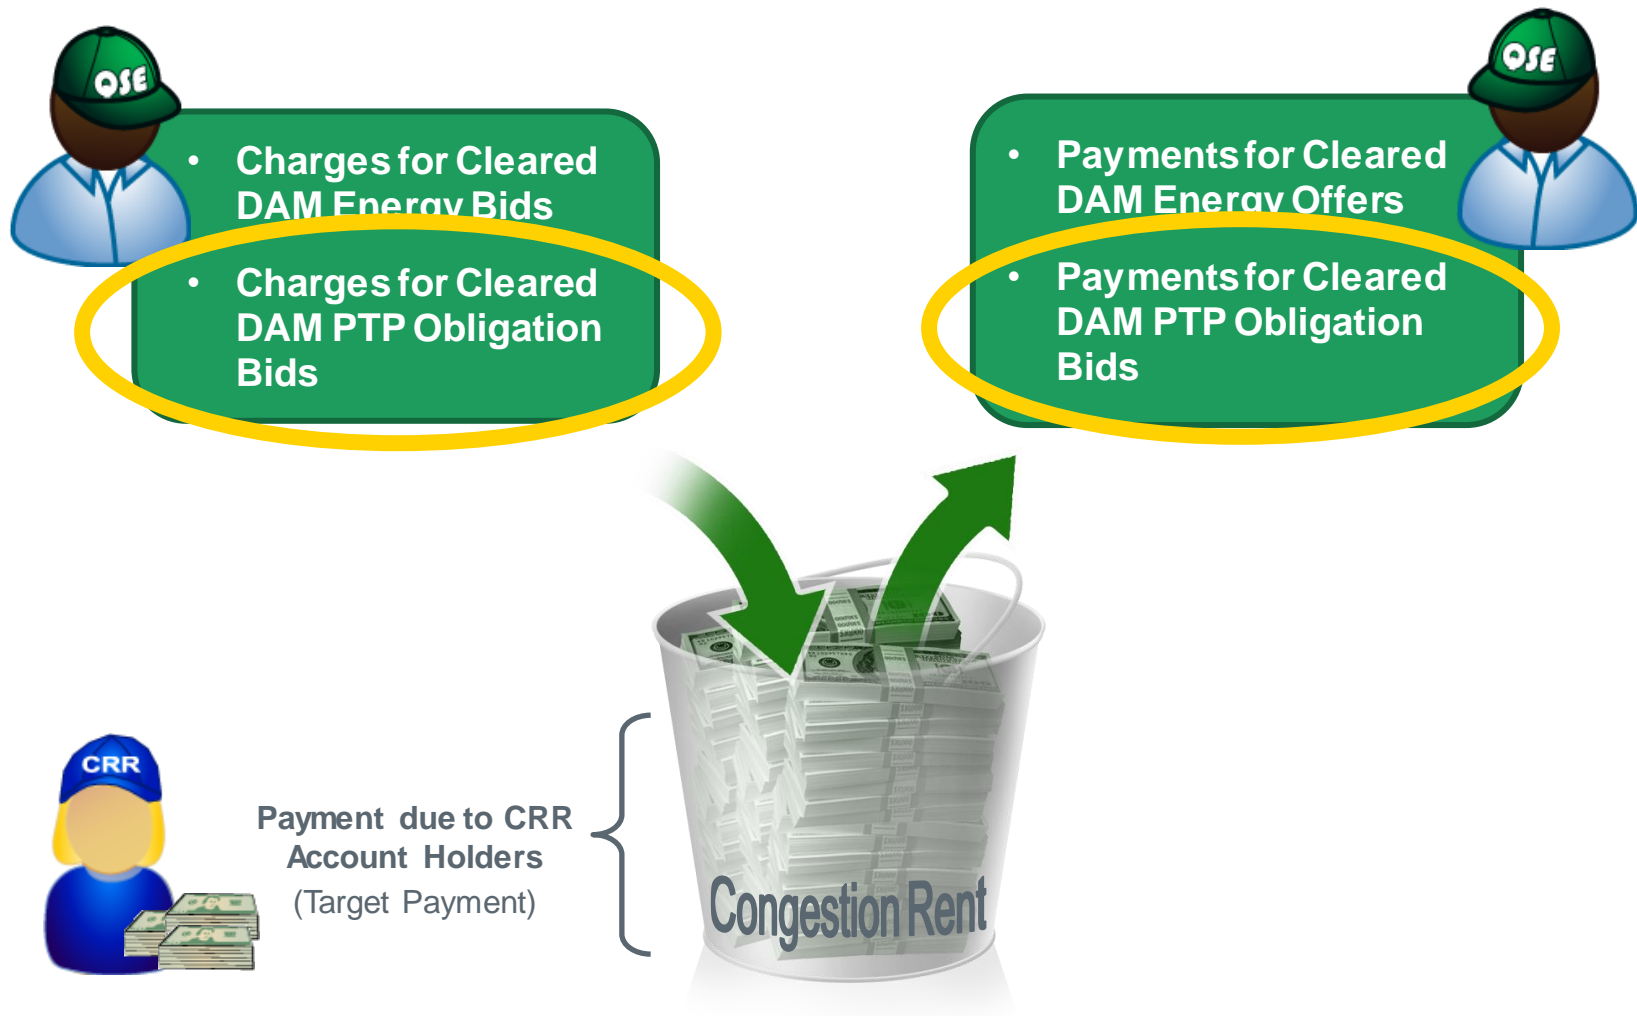 QSE
• Charges for Cleared
DAM Energy Bids
• Charges for Cleared
DAM PTP Obligation
Bids
QSE
• Payments for Cleared
DAM Energy Offers
• Payments for Cleared
DAM PTP Obligation
Bids
CRR
Payment due to CRR
Account Holders
(Target Payment)
Congestion Rent